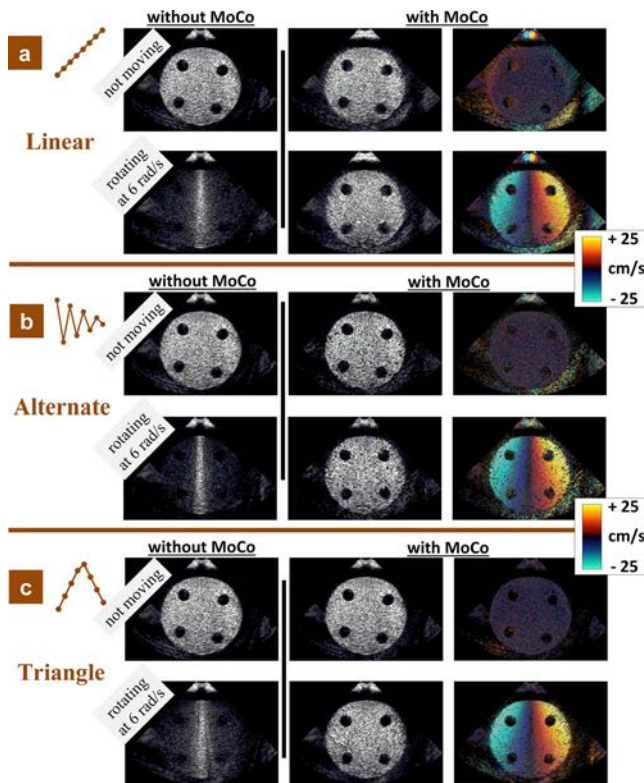 without MoCo
with MoCo
a
not moving
Linear
rotating
at 6 rad/s
+ 25
cm/s
- 25
without MoCo
with MoCo
b
not moving
Alternate
rotating
at 6 rad/s
+ 25
cm/s
- 25
without MoCo
with MoCo
c
not moving
Triangle
rotating
at 6 rad/s